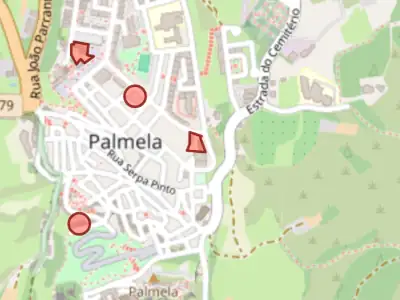 Rua João Parran
Estrada do Cemitério
79
Palmela
Rua Serpa Pinto
Palmela